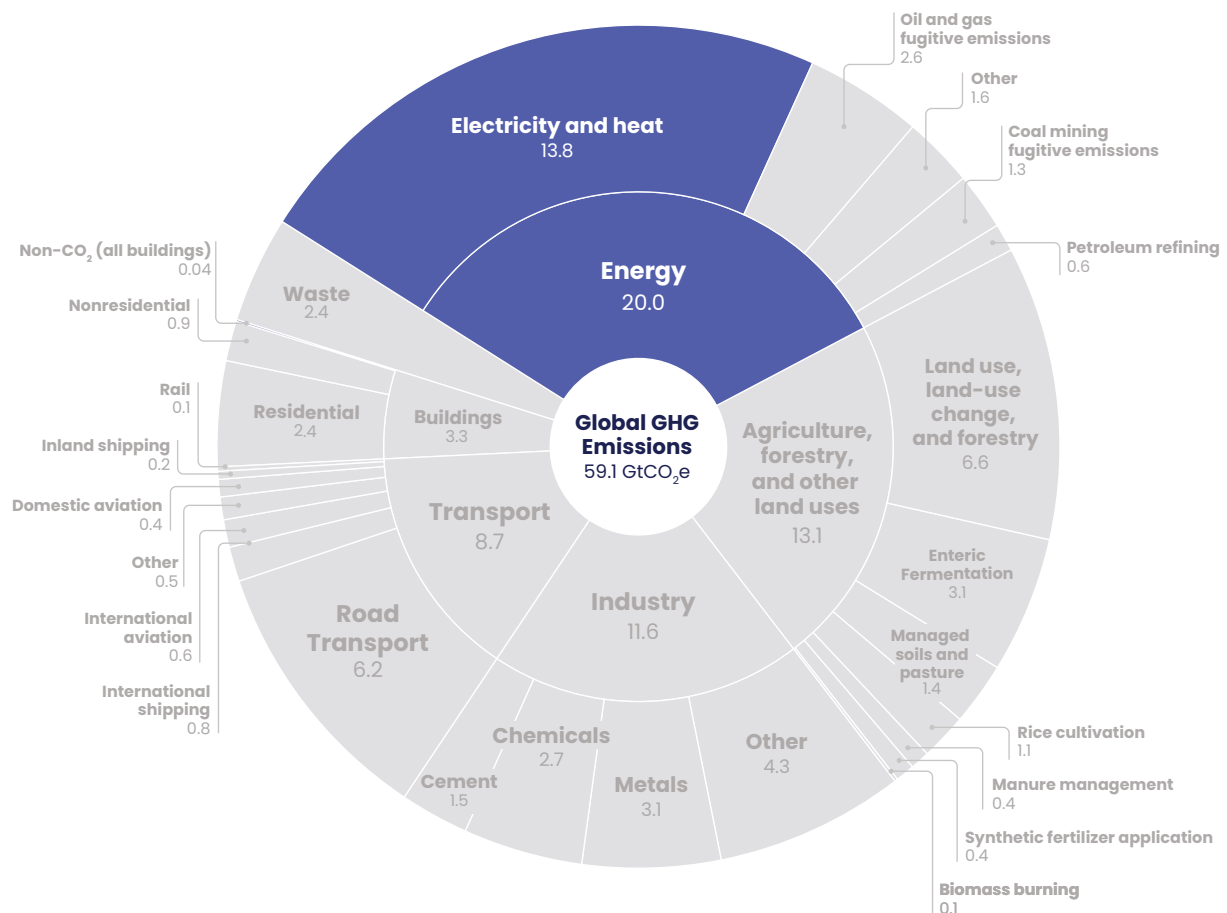 Oil and gas
fugitive emissions
2.6
Other
1.6
Coal mining
fugitive emissions
1.3
Petroleum refining
0.6
Electricity and heat
13.8
Energy
20.0
Non-CO₂ (all buildings)
0.04
Waste
2.4
Nonresidential
0.9
Rail
0.1
Residential
2.4
Buildings
3.3
Inland shipping
0.2
Domestic aviation
0.4
Other
0.5
International
aviation
0.6
International
shipping
0.8
Transport
8.7
Road
Transport
6.2
Global GHG
Emissions
59.1 GtCO₂e
Agriculture,
forestry,
and other
land uses
13.1
Land use,
land-use
change,
and forestry
6.6
Enteric
Fermentation
3.1
Managed
soils and
pasture
1.4
Rice cultivation
1.1
Manure management
0.4
Synthetic fertilizer application
0.4
Biomass burning
0.1
Industry
11.6
Cement
1.5
Chemicals
2.7
Metals
3.1
Other
4.3